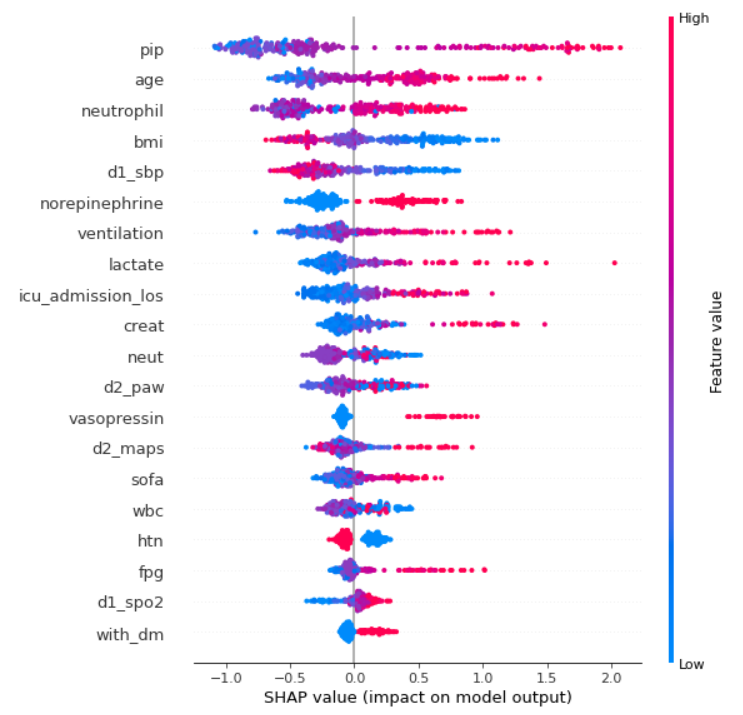 High
pip
age
neutrophil
bmi
d1_sbp
norepinephrine
ventilation
lactate
icu_admission_los
creat
neut
d2_paw
vasopressin
d2_maps
sofa
wbc
htn
fpg
d1_spo2
with_dm
Feature value
Low
−1.0 −0.5 0.0 0.5 1.0 1.5 2.0
SHAP value (impact on model output)